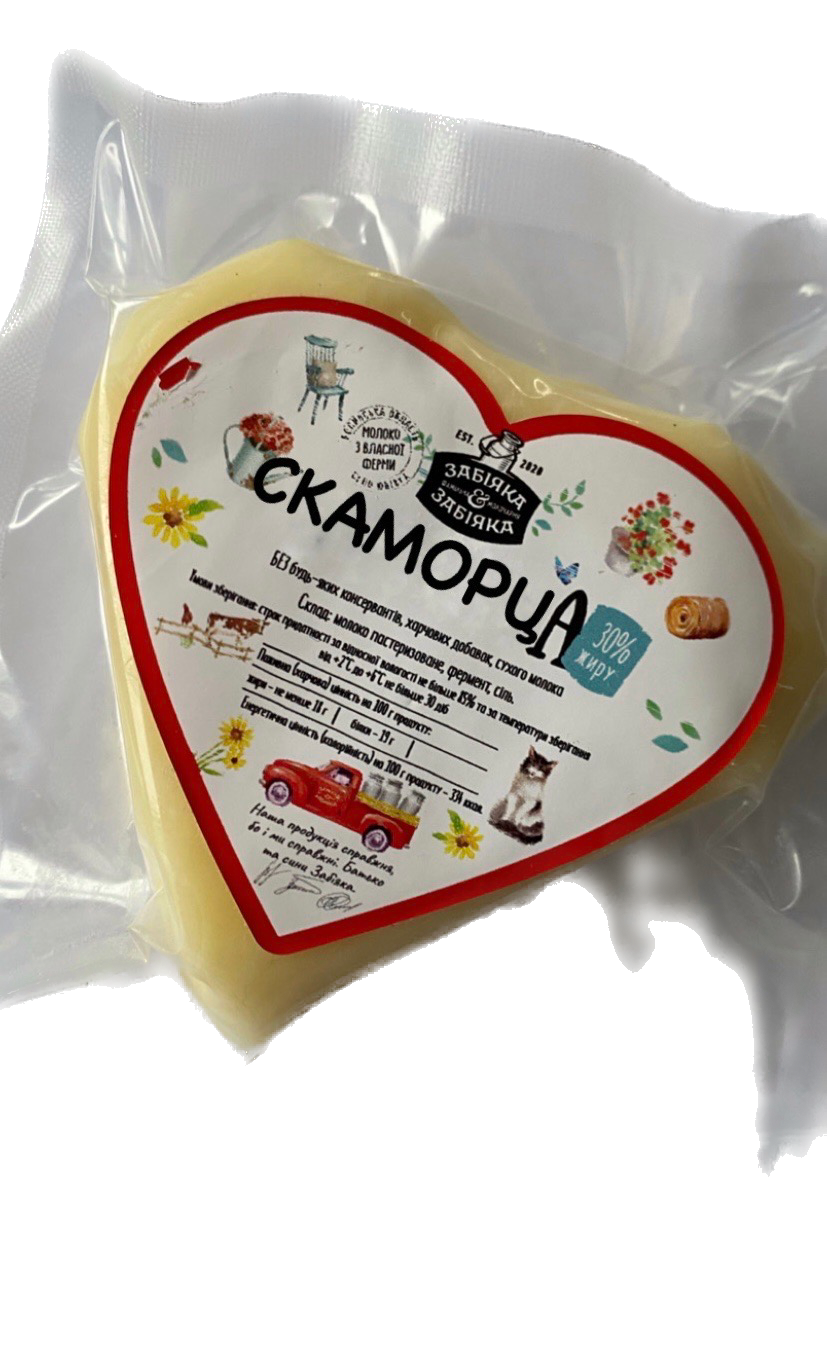 МОЛОКО
З ВЛАСНОЇ
ФЕРМИ
EST. 2020
ЗАБІЯКА
&
ЗАБІЯКА
СКАМОРЦА
30%
жиру
БЕЗ будь-яких консервантів, харчових добавок, сухого молока
Склад: молоко пастеризоване, фермент, сіль.
Умови зберігання: строк придатності за відносної вологості не більше 85% та за температури зберігання
від +2°С до +6°С не більше 30 діб
Поживна (харчова) цінність на 100 г продукту:
жири - не менше 18 г | білки - 19 г |
Енергетична цінність (калорійність) на 100 г продукту - 334 ккал.
Наша продукція справжня,
бо і ми справжні. Батько
та сини Забіяка